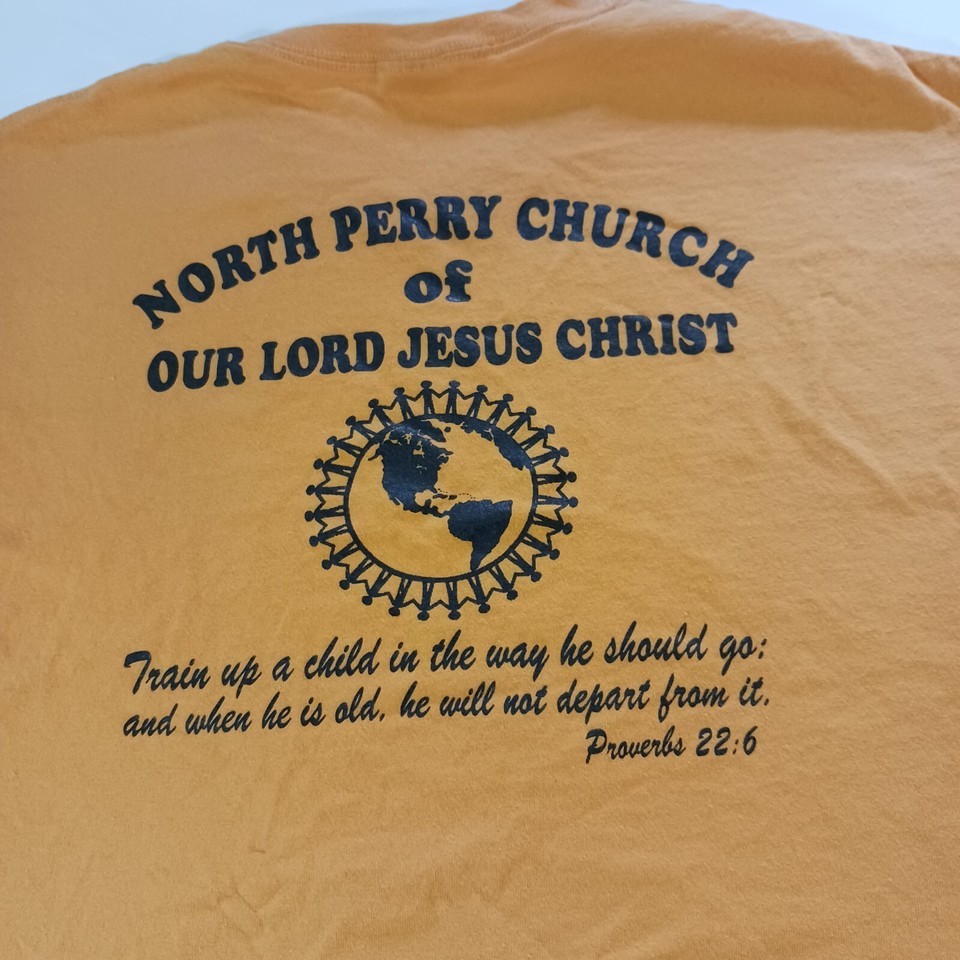 NORTH PERRY CHURCH
of
OUR LORD JESUS CHRIST
Train up a child in the way he should go:
and when he is old, he will not depart from it.
Proverbs 22:6